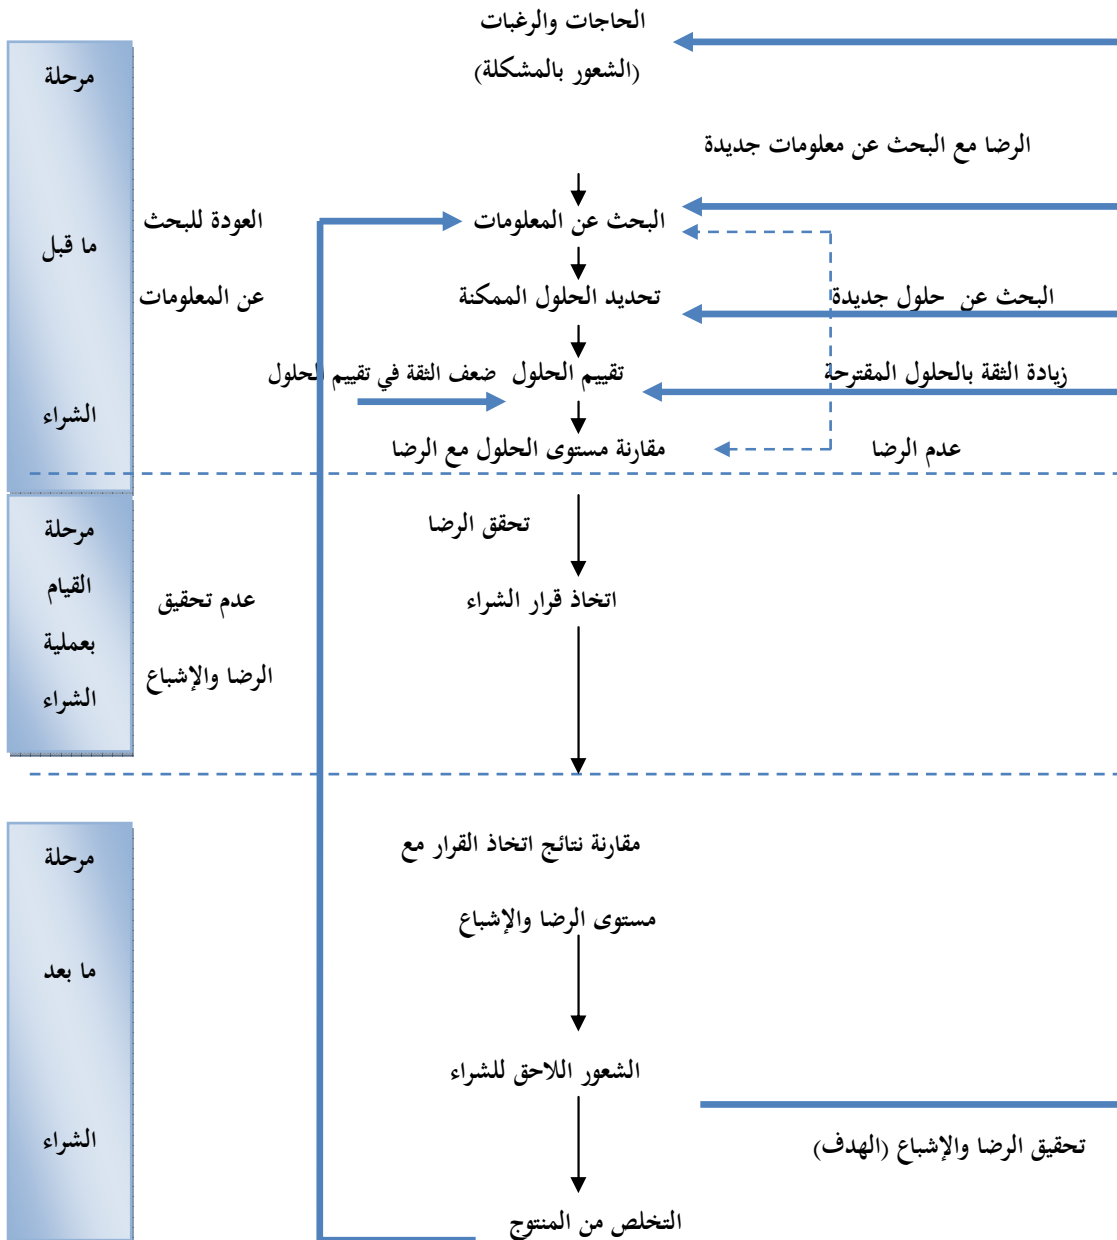 الحاجات والرغبات
(الشعور بالمشكلة)
مرحلة
الرضا مع البحث عن معلومات جديدة
البحث عن المعلومات
العودة للبحث
ما قبل
البحث عن حلول جديدة
تحديد الحلول الممكنة
عن المعلومات
زيادة الثقة بالحلول المقترحة
تقييم الحلول
ضعف الثقة في تقييم الحلول
الشراء
عدم الرضا
مقارنة مستوى الحلول مع الرضا
تحقق الرضا
مرحلة
القيام
بعملية
الشراء
اتخاذ قرار الشراء
عدم تحقيق
الرضا والإشباع
مقارنة نتائج اتخاذ القرار مع
مستوى الرضا والإشباع
مرحلة
ما بعد
الشراء
الشعور اللاحق للشراء
تحقيق الرضا والإشباع (الهدف)
التخلص من المنتوج